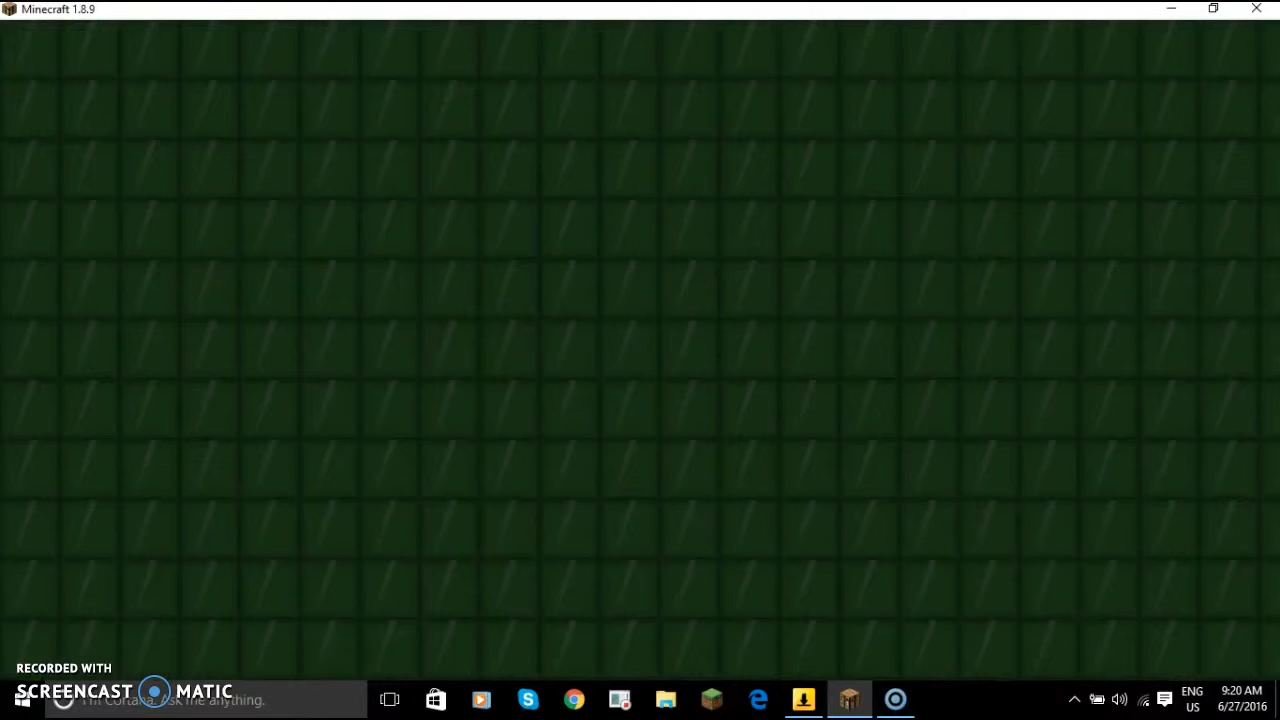 Minecraft 1.8.9
RECORDED WITH
SCREENCAST MATIC
I'm Cortana. Ask me anything.
ENG
US
9:20 AM
6/27/2016